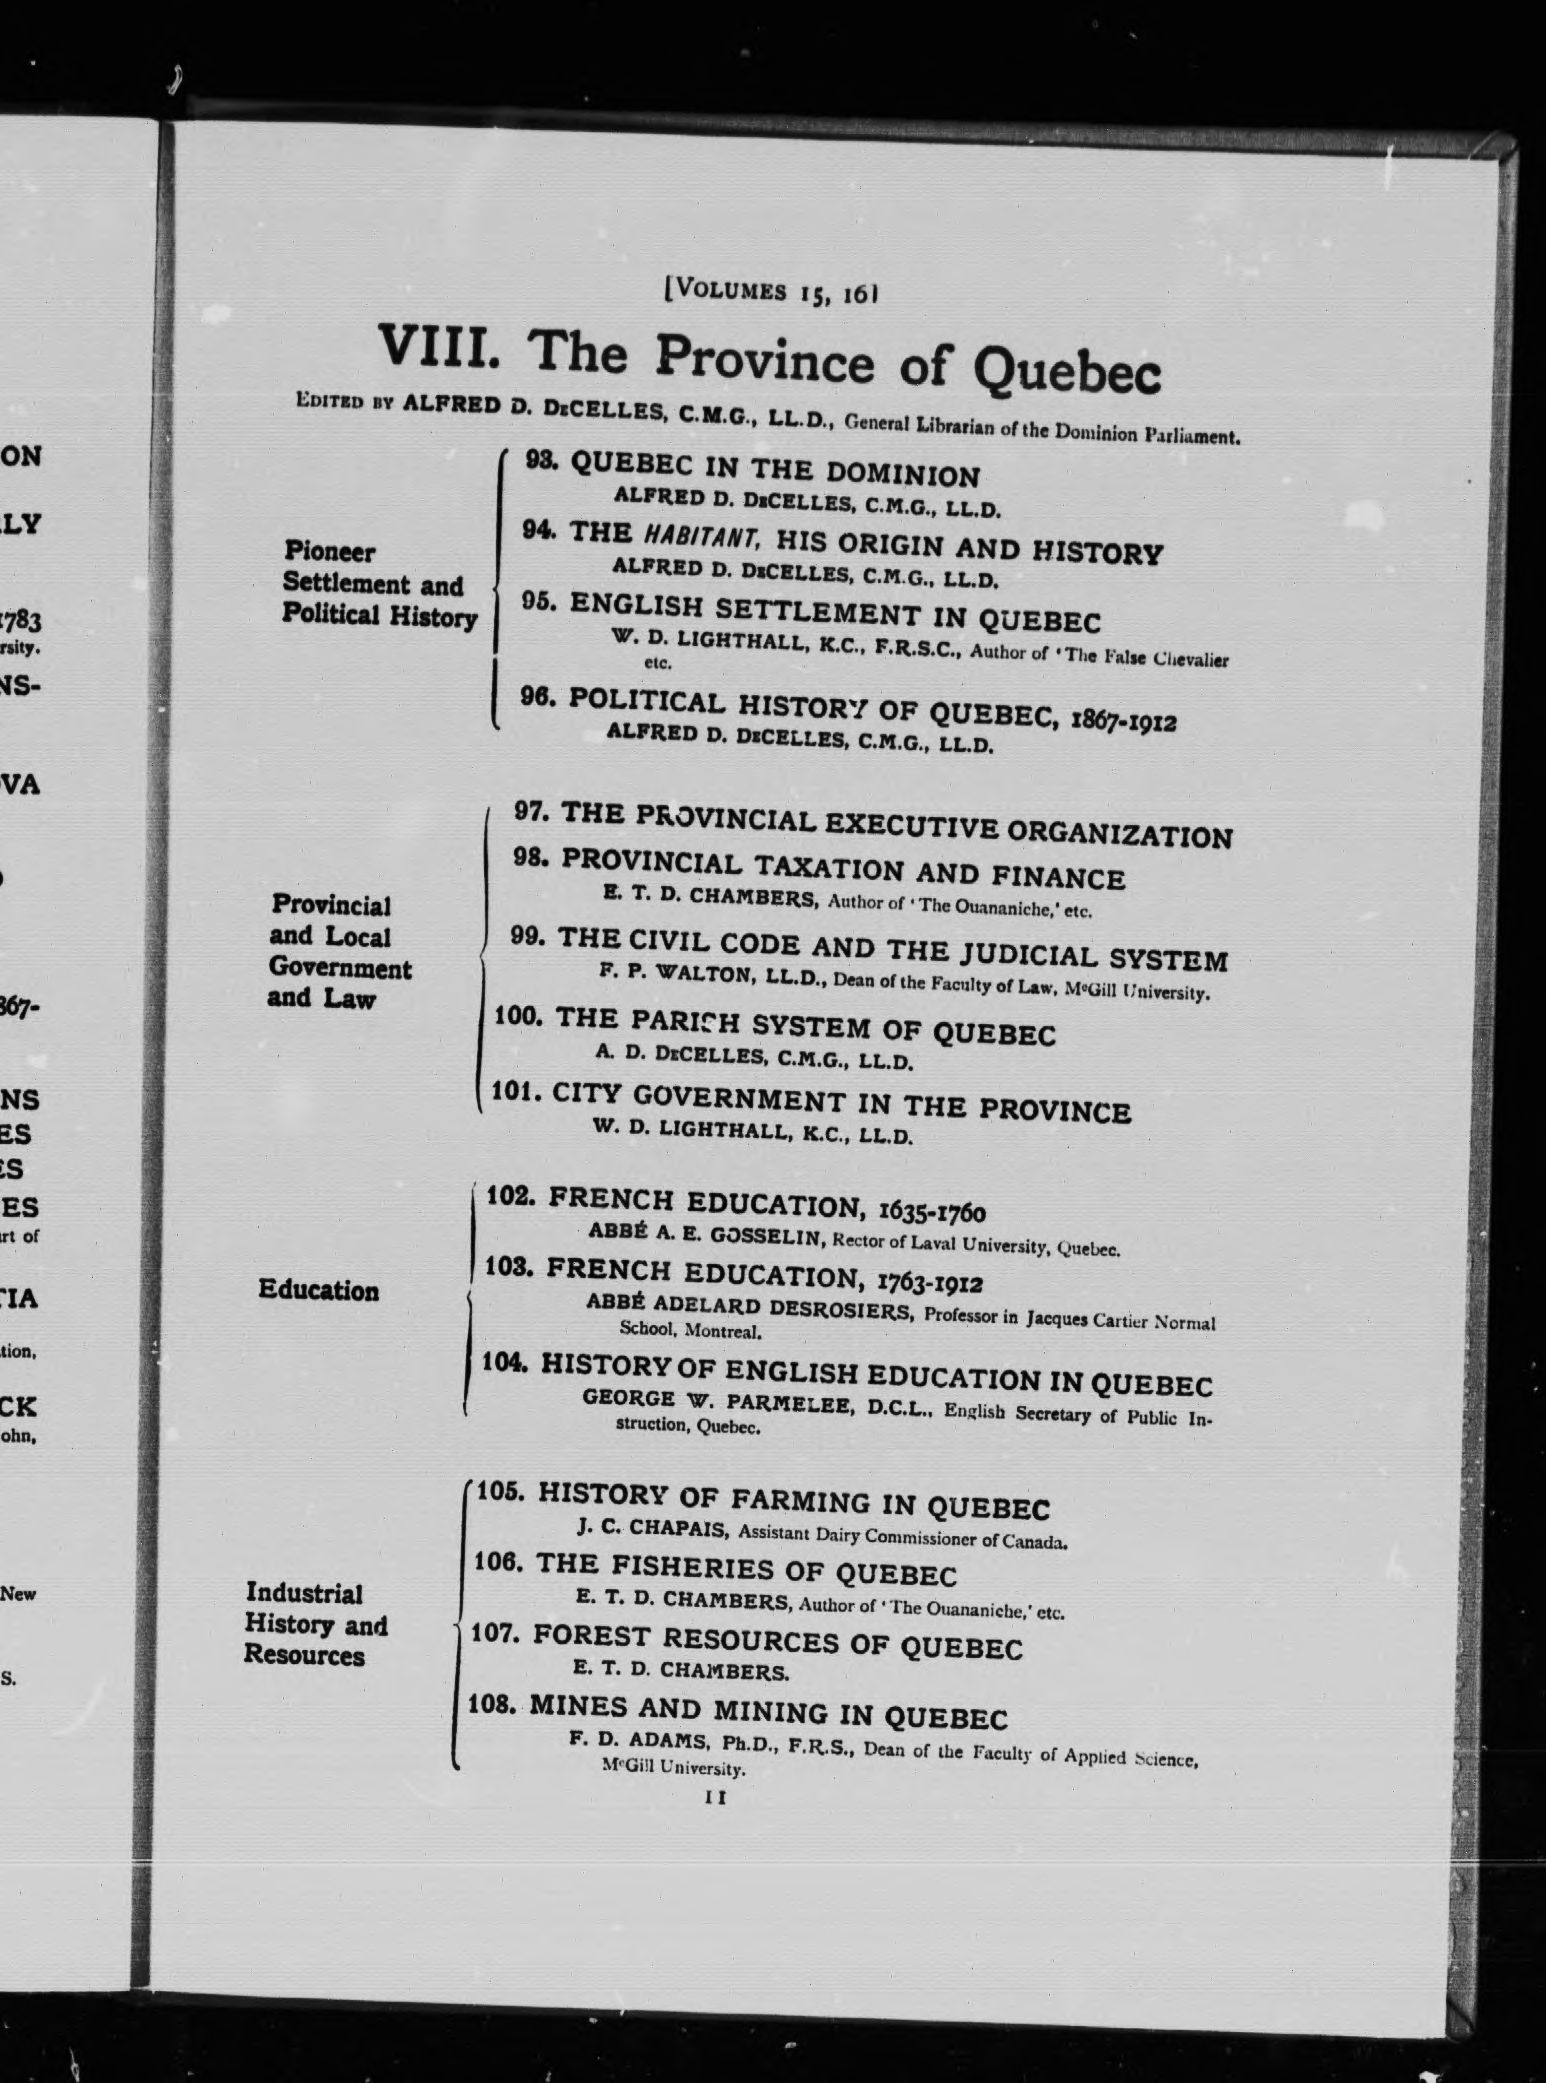 [VOLUMES 15, 16]
VIII. The Province of Quebec
EDITED BY ALFRED D. DECELLES, C.M.G., LL.D., General Librarian of the Dominion Parliament.
Pioneer
Settlement and
Political History
93. QUEBEC IN THE DOMINION
ALFRED D. DECELLES, C.M.G., LL.D.
94. THE HABITANT, HIS ORIGIN AND HISTORY
ALFRED D. DECELLES, C.M.G., LL.D.
95. ENGLISH SETTLEMENT IN QUEBEC
W. D. LIGHTHALL, K.C., F.R.S.C., Author of ‘The False Chevalier
etc.
96. POLITICAL HISTORY OF QUEBEC, 1867-1912
ALFRED D. DECELLES, C.M.G., LL.D.
Provincial
and Local
Government
and Law
97. THE PROVINCIAL EXECUTIVE ORGANIZATION
98. PROVINCIAL TAXATION AND FINANCE
E. T. D. CHAMBERS, Author of ‘The Ouananiche,’ etc.
99. THE CIVIL CODE AND THE JUDICIAL SYSTEM
F. P. WALTON, LL.D., Dean of the Faculty of Law, McGill University.
100. THE PARISH SYSTEM OF QUEBEC
A. D. DECELLES, C.M.G., LL.D.
101. CITY GOVERNMENT IN THE PROVINCE
W. D. LIGHTHALL, K.C., LL.D.
Education
102. FRENCH EDUCATION, 1635-1760
ABBÉ A. E. GOSSELIN, Rector of Laval University, Quebec.
103. FRENCH EDUCATION, 1763-1912
ABBÉ ADELARD DESROSIERS, Professor in Jacques Cartier Normal
School, Montreal.
104. HISTORY OF ENGLISH EDUCATION IN QUEBEC
GEORGE W. PARMELEE, D.C.L., English Secretary of Public In-
struction, Quebec.
Industrial
History and
Resources
105. HISTORY OF FARMING IN QUEBEC
J. C. CHAPAIS, Assistant Dairy Commissioner of Canada.
106. THE FISHERIES OF QUEBEC
E. T. D. CHAMBERS, Author of ‘The Ouananiche,’ etc.
107. FOREST RESOURCES OF QUEBEC
E. T. D. CHAMBERS.
108. MINES AND MINING IN QUEBEC
F. D. ADAMS, Ph.D., F.R.S., Dean of the Faculty of Applied Science,
McGill University.
11